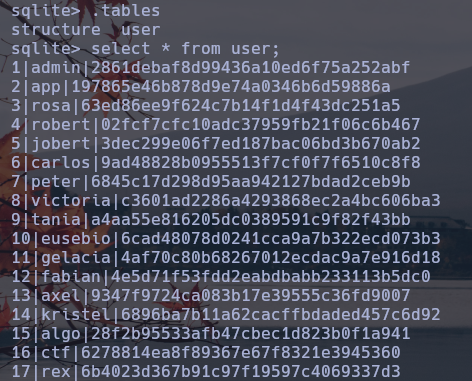 sqlite> .tables
structure  user
sqlite> select * from user;
1|admin|2861debaf8d99436a10ed6f75a252abf
2|app|197865e46b878d9e74a0346b6d59886a
3|rosa|63ed86ee9f624c7b14f1d4f43dc251a5
4|robert|02fcf7cfc10adc37959fb21f06c6b467
5|jobert|3dec299e06f7ed187bac06bd3b670ab2
6|carlos|9ad48828b0955513f7cf0f7f6510c8f8
7|peter|6845c17d298d95aa942127bdad2ceb9b
8|victoria|c3601ad2286a4293868ec2a4bc606ba3
9|tania|a4aa55e816205dc0389591c9f82f43bb
10|eusebio|6cad48078d0241cca9a7b322ecd073b3
11|gelacia|4af70c80b68267012ecdac9a7e916d18
12|fabian|4e5d71f53fdd2eabdbabb233113b5dc0
13|axel|9347f9724ca083b17e39555c36fd9007
14|kristel|6896ba7b11a62cacffbdaded457c6d92
15|algo|28f2b95533afb47cbec1d823b0f1a941
16|ctf|6278814ea8f89367e67f8321e3945360
17|rex|6b4023d367b91c97f19597c4069337d3